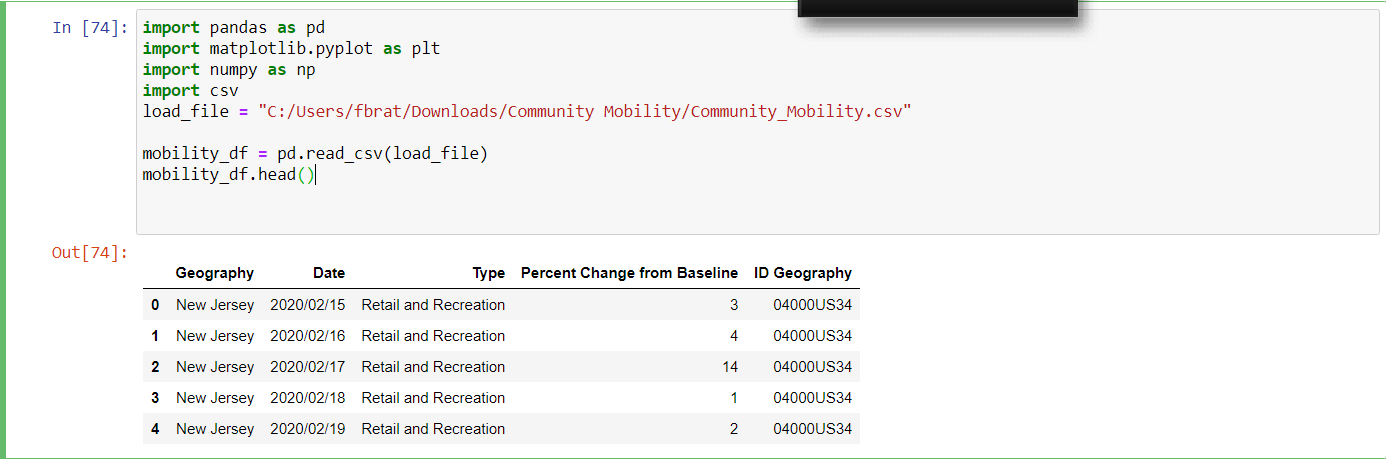 In [74]: import pandas as pd
import matplotlib.pyplot as plt
import numpy as np
import csv
load_file = "C:/Users/fbrat/Downloads/Community Mobility/Community_Mobility.csv"
mobility_df = pd.read_csv(load_file)
mobility_df.head()
Out[74]:
Geography Date Type Percent Change from Baseline ID Geography
0 New Jersey 2020/02/15 Retail and Recreation 3 04000US34
1 New Jersey 2020/02/16 Retail and Recreation 4 04000US34
2 New Jersey 2020/02/17 Retail and Recreation 14 04000US34
3 New Jersey 2020/02/18 Retail and Recreation 1 04000US34
4 New Jersey 2020/02/19 Retail and Recreation 2 04000US34